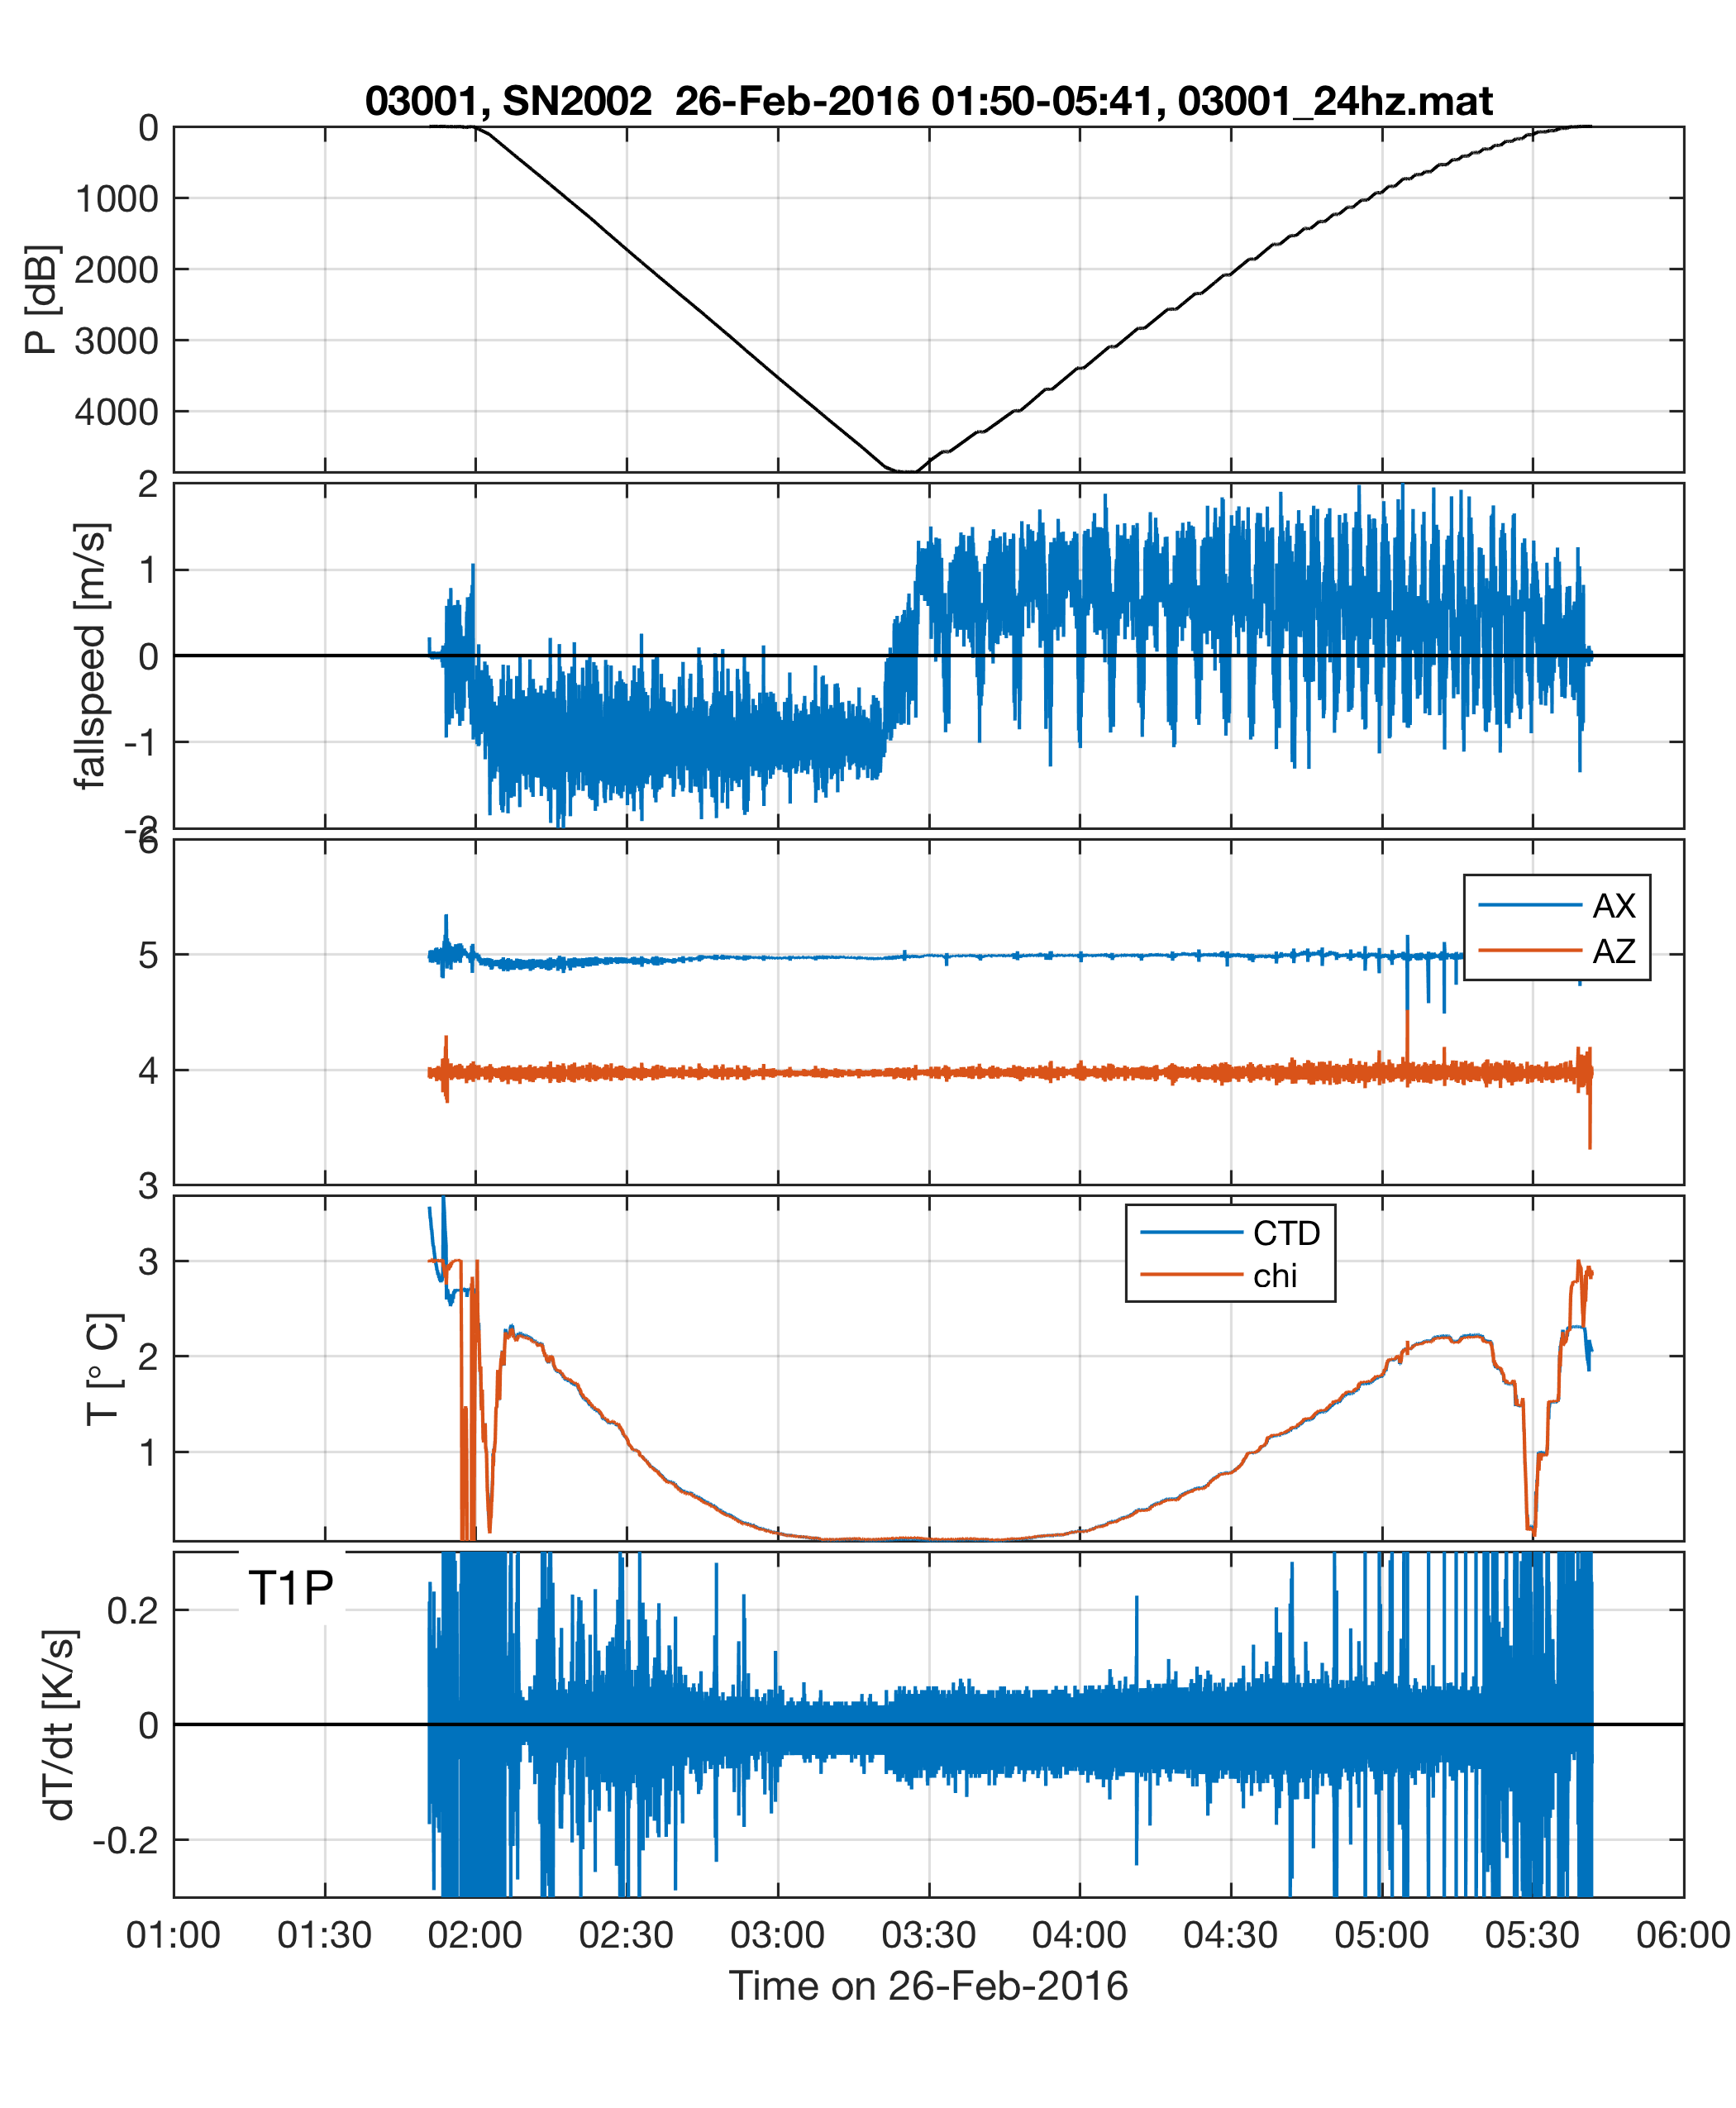 03001, SN2002  26-Feb-2016 01:50-05:41, 03001_24hz.mat
0
1000
2000
3000
4000
P [dB]
2
1
0
-1
-2
fallspeed [m/s]
6
5
4
3
AX
AZ
3
2
1
T [° C]
CTD
chi
T1P
0.2
0
-0.2
dT/dt [K/s]
01:00 01:30 02:00 02:30 03:00 03:30 04:00 04:30 05:00 05:30 06:00
Time on 26-Feb-2016